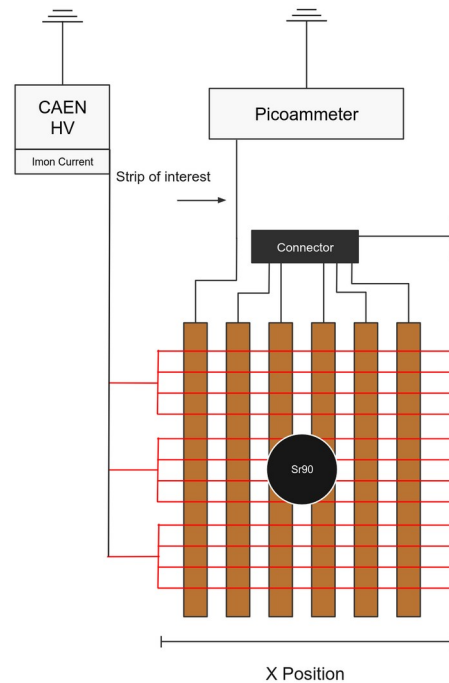 CAEN
HV
Imon Current
Picoammeter
Strip of interest
Connector
Sr90
X Position